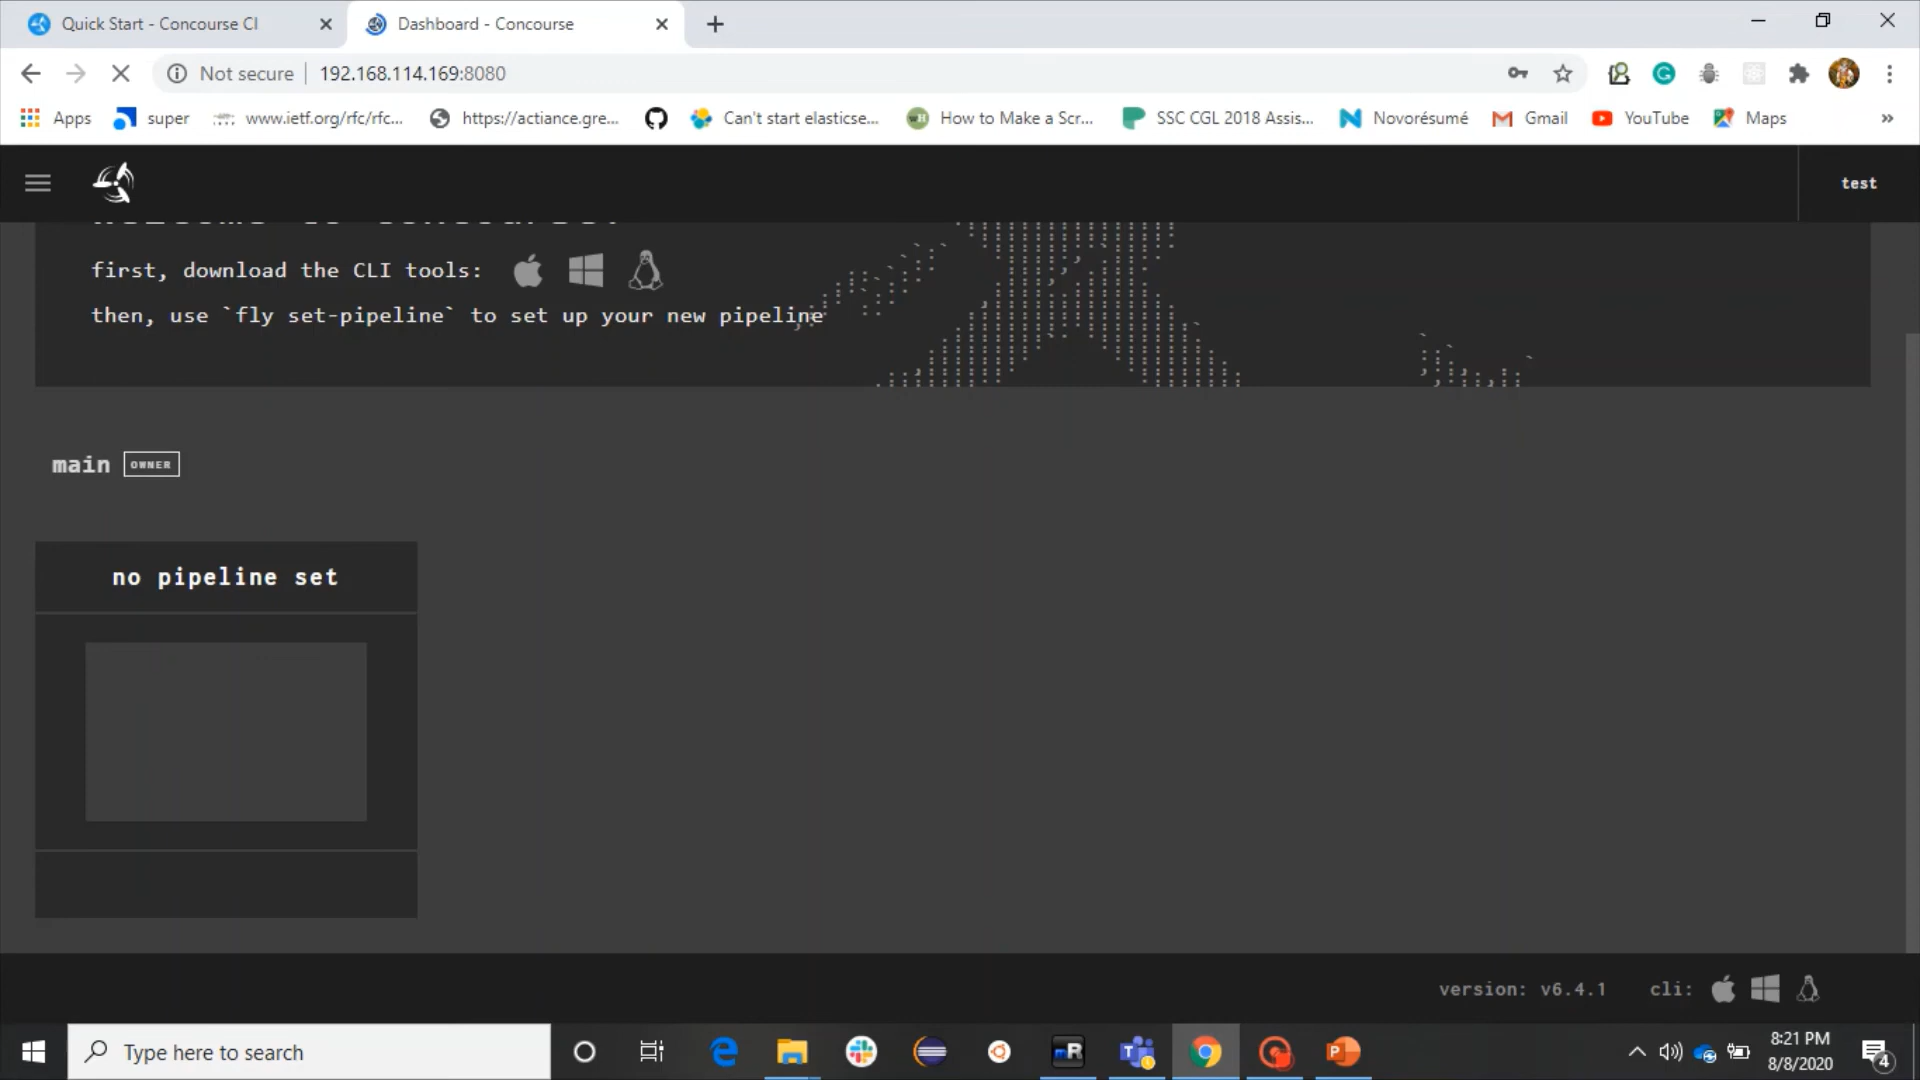 Quick Start - Concourse CI
Dashboard - Concourse
Not secure
192.168.114.169:8080
Apps
super
www.ietf.org/rfc/rfc...
https://actiance.gre...
Can't start elasticse...
How to Make a Scr...
SSC CGL 2018 Assis...
Novorésumé
Gmail
YouTube
Maps
»
test
first, download the CLI tools:
then, use `fly set-pipeline` to set up your new pipeline
main OWNER
no pipeline set
version: v6.4.1 cli:
Type here to search
mR
8:21 PM
8/8/2020
4